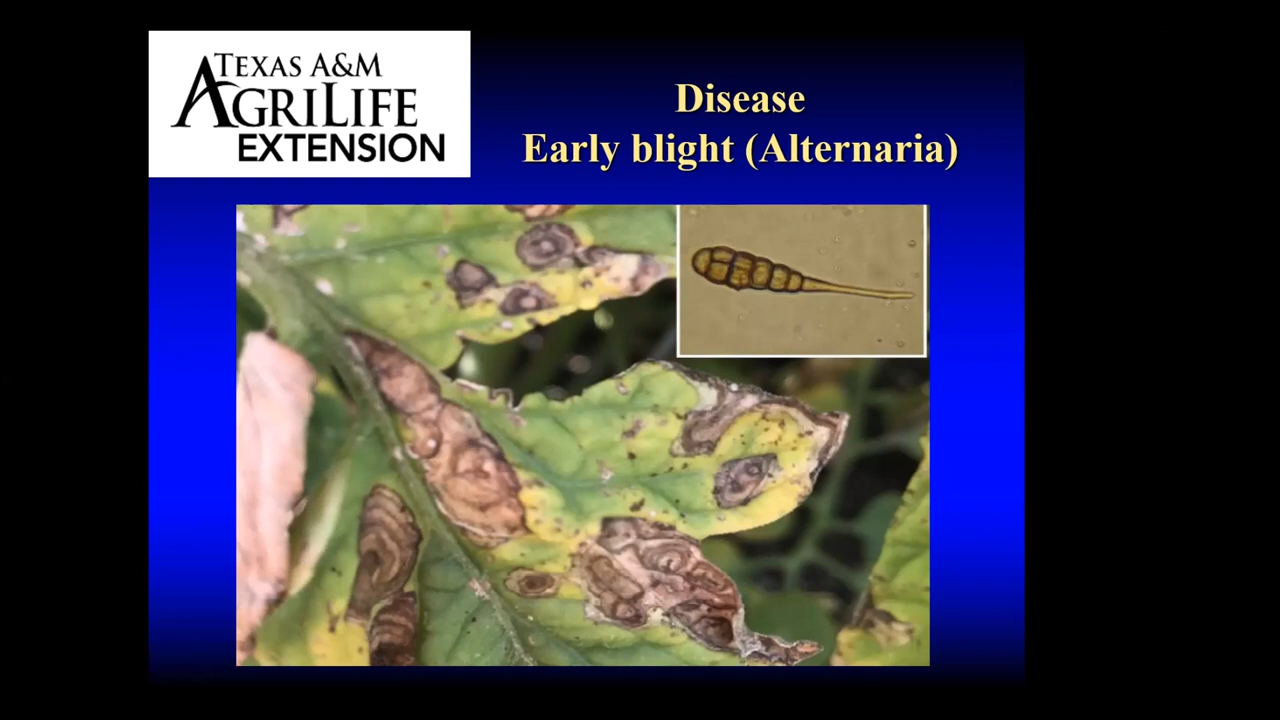 TEXAS A&M
AGRILIFE
EXTENSION
Disease
Early blight (Alternaria)